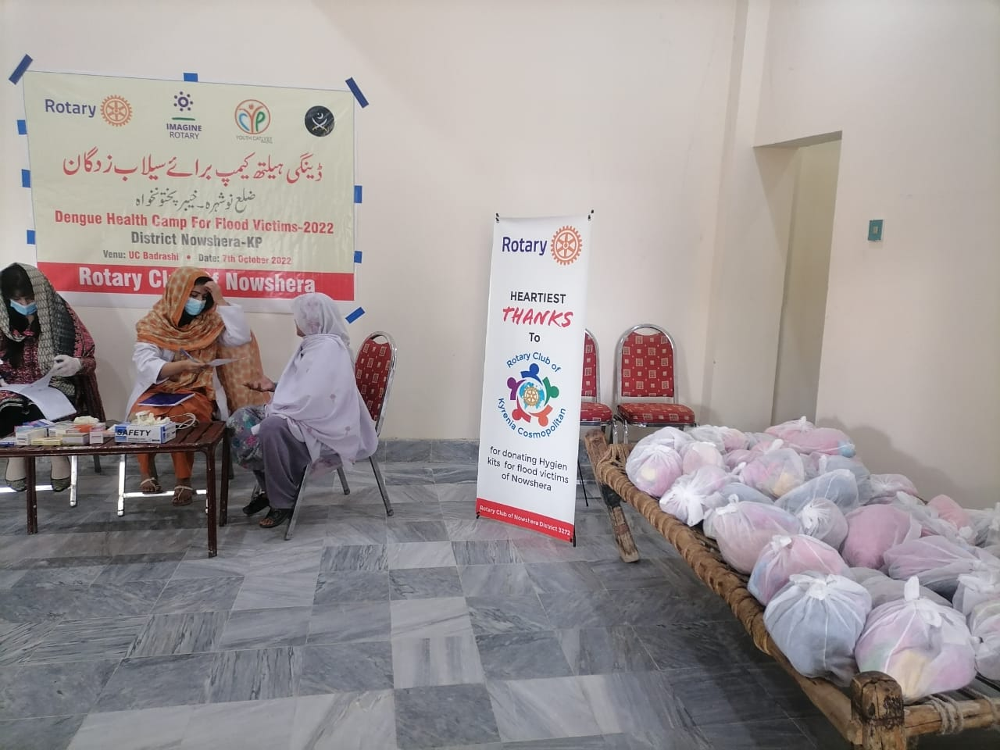 Rotary
IMAGINE
ROTARY
CYP
YOUTH CATLYST
ڈینگی ہیلتھ کیمپ برائے سیلاب زدگان
ضلع نوشہرہ۔خیبر پختونخواہ
Dengue Health Camp For Flood Victims-2022
District Nowshera-KP
Venu: UC Badrashi • Date: 7th October 2022
Rotary Cl of Nowshera
SAFETY
Rotary
HEARTIEST
THANKS
To
Rotary Club of
Kyrenia Cosmopolitan
for donating Hygien
kits for flood victims
of Nowshera
Rotary Club of Nowshera District 3272